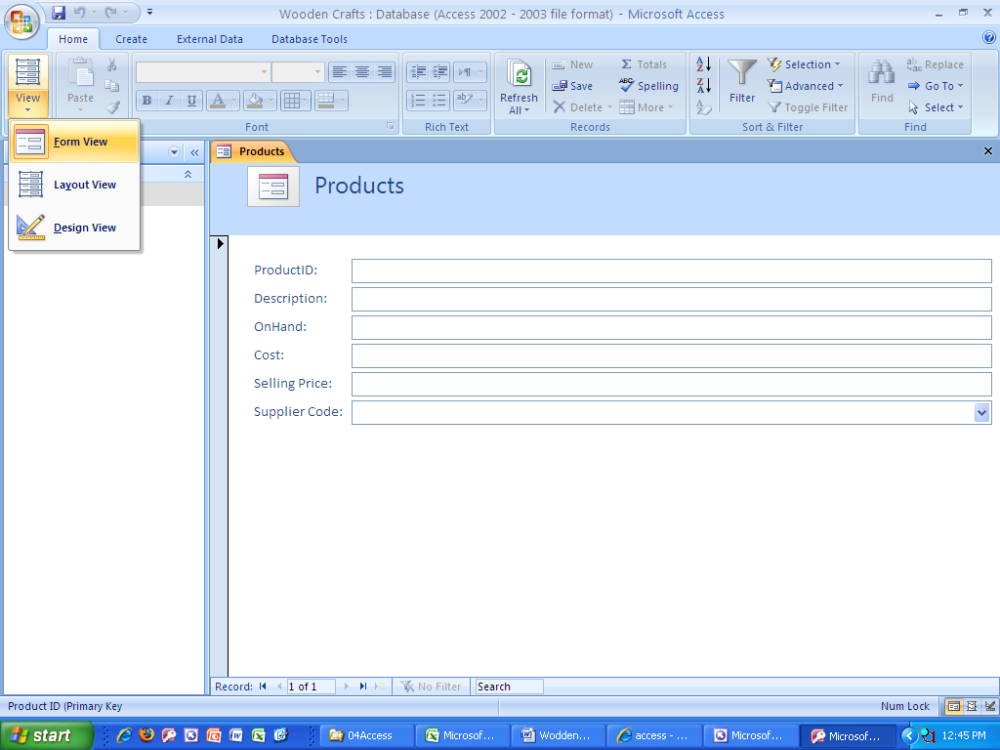 Wooden Crafts : Database (Access 2002 - 2003 file format) - Microsoft Access
Home Create External Data Database Tools
View
Paste
B I U A
Font
ab
Rich Text
Refresh All
New
Save
Delete
Σ Totals
ABC Spelling
More
Records
Filter
Selection
Advanced
Toggle Filter
Sort & Filter
Find
Replace
Go To
Select
Find
Form View
Layout View
Design View
Products
Products
ProductID:
Description:
OnHand:
Cost:
Selling Price:
Supplier Code:
Record: 1 of 1 No Filter Search
Product ID (Primary Key Num Lock
start 04Access Microsof... Wodden... access - ... Microsof... Microsof... 12:45 PM